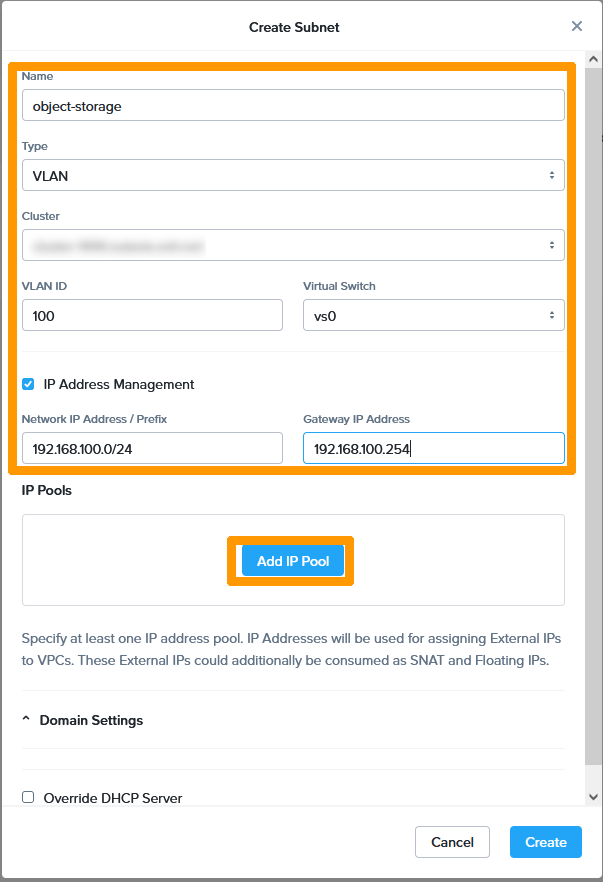 Create Subnet
Name
object-storage
Type
VLAN
Cluster
VLAN ID
Virtual Switch
100
vs0
IP Address Management
Network IP Address / Prefix
Gateway IP Address
192.168.100.0/24
192.168.100.254
IP Pools
Add IP Pool
Specify at least one IP address pool. IP Addresses will be used for assigning External IPs
to VPCs. These External IPs could additionally be consumed as SNAT and Floating IPs.
Domain Settings
Override DHCP Server
Cancel
Create